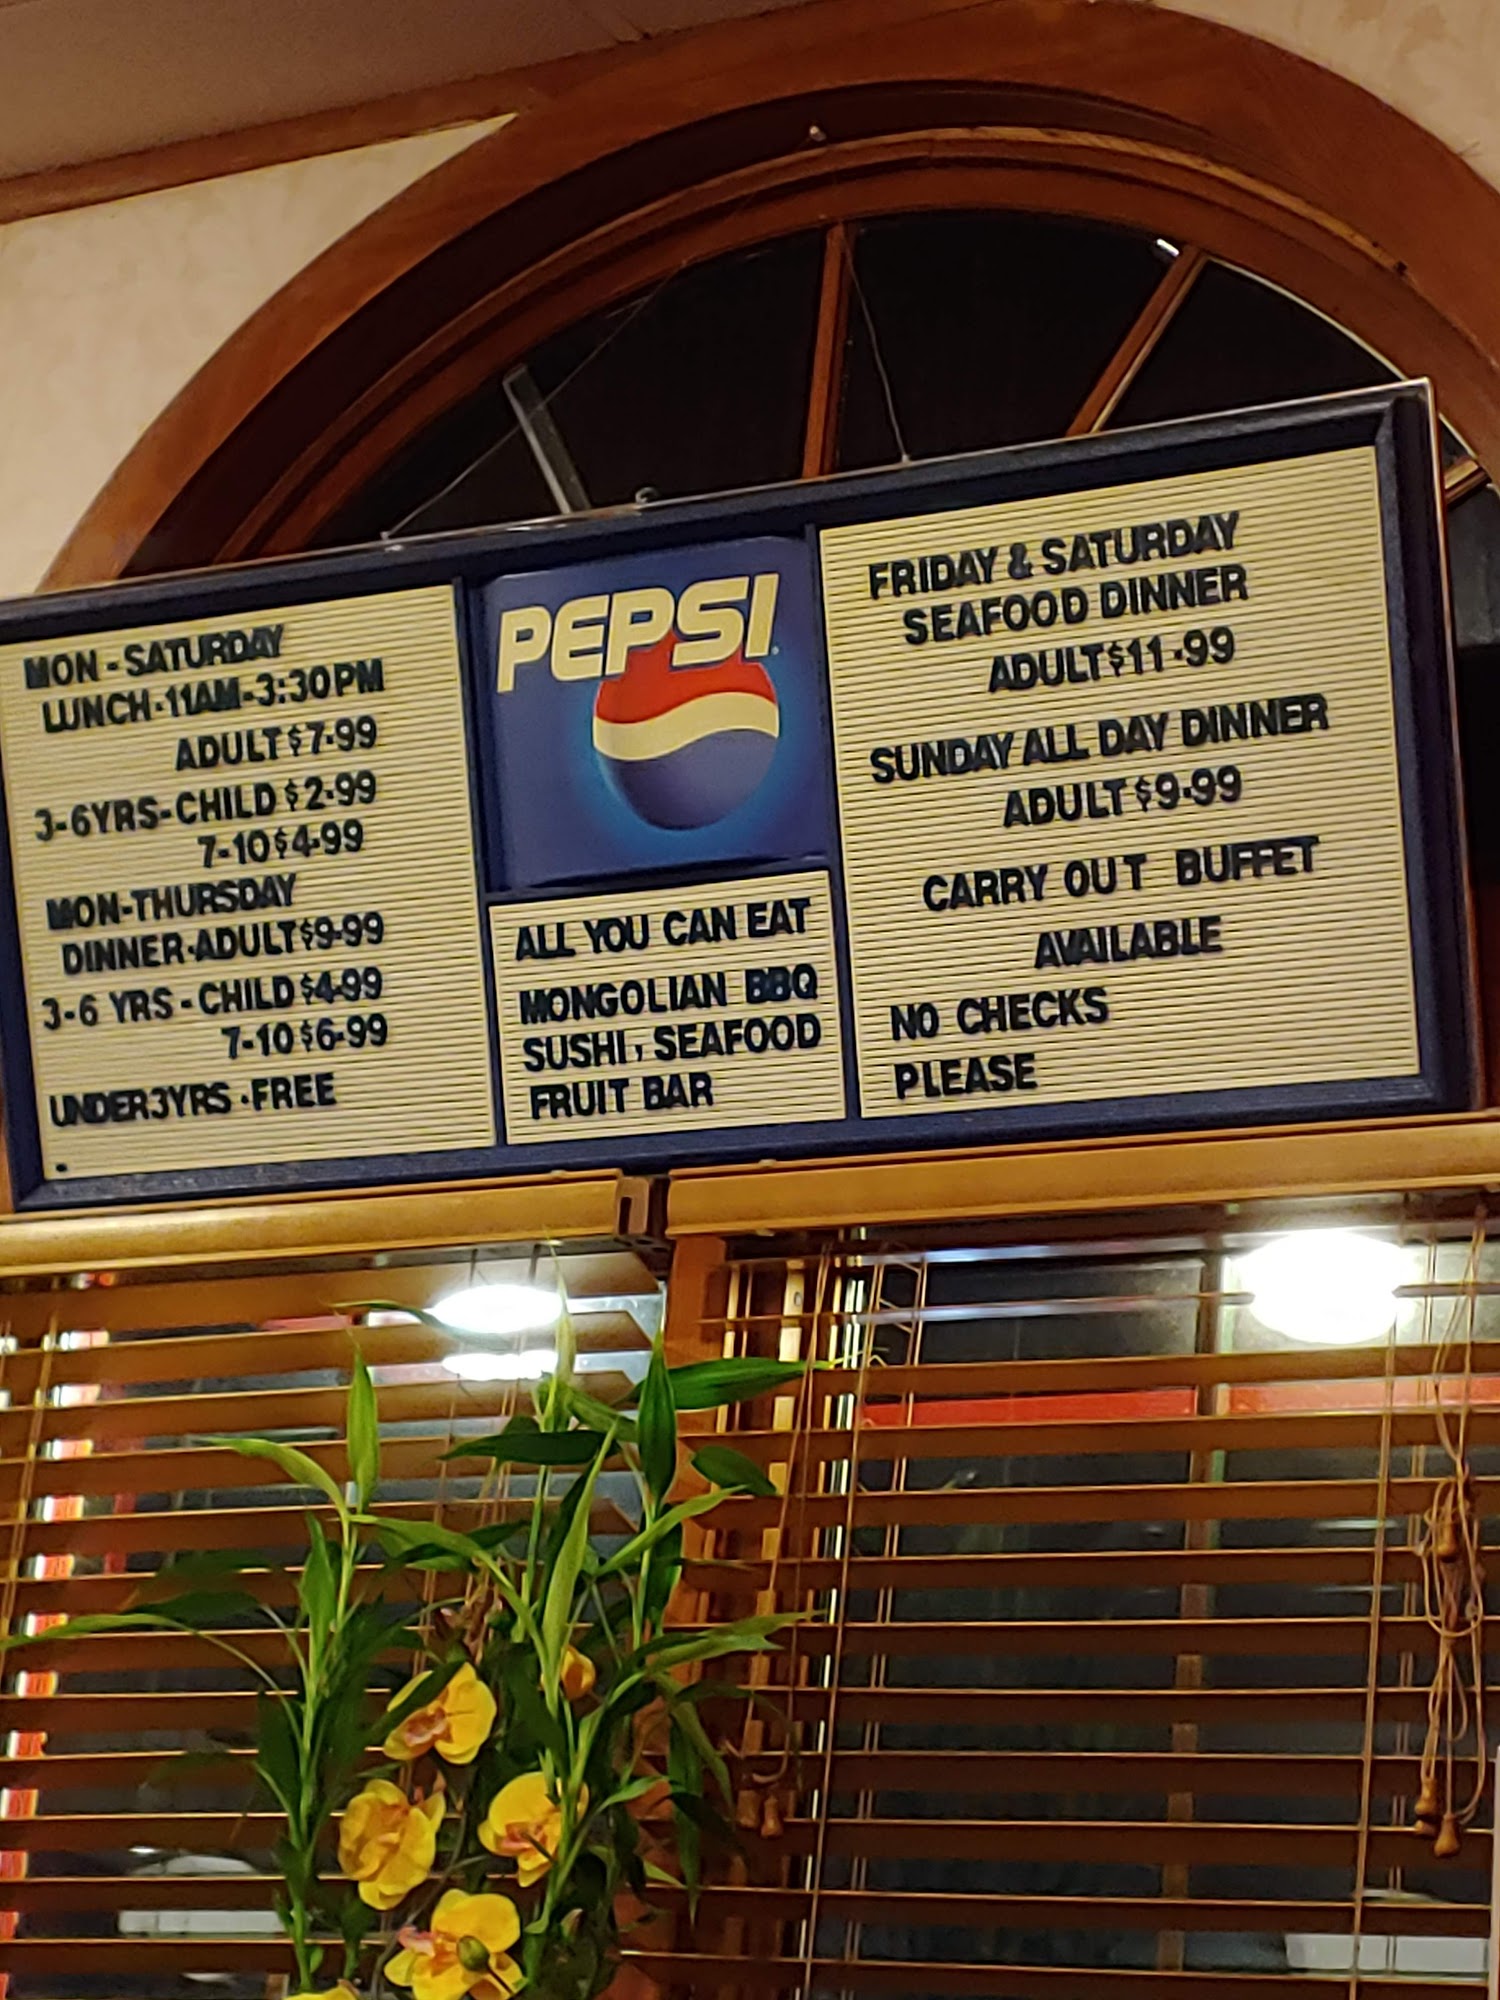 MON-SATURDAY
LUNCH-11AM-3:30PM
ADULT $7.99
3-6YRS-CHILD $2.99
7-10 $4.99
MON-THURSDAY
DINNER-ADULT $9.99
3-6 YRS-CHILD $4.99
7-10 $6.99
UNDER 3YRS-FREE
PEPSI
ALL YOU CAN EAT
MONGOLIAN BBQ
SUSHI, SEAFOOD
FRUIT BAR
FRIDAY & SATURDAY
SEAFOOD DINNER
ADULT $11.99
SUNDAY ALL DAY DINNER
ADULT $9.99
CARRY OUT BUFFET
AVAILABLE
NO CHECKS
PLEASE